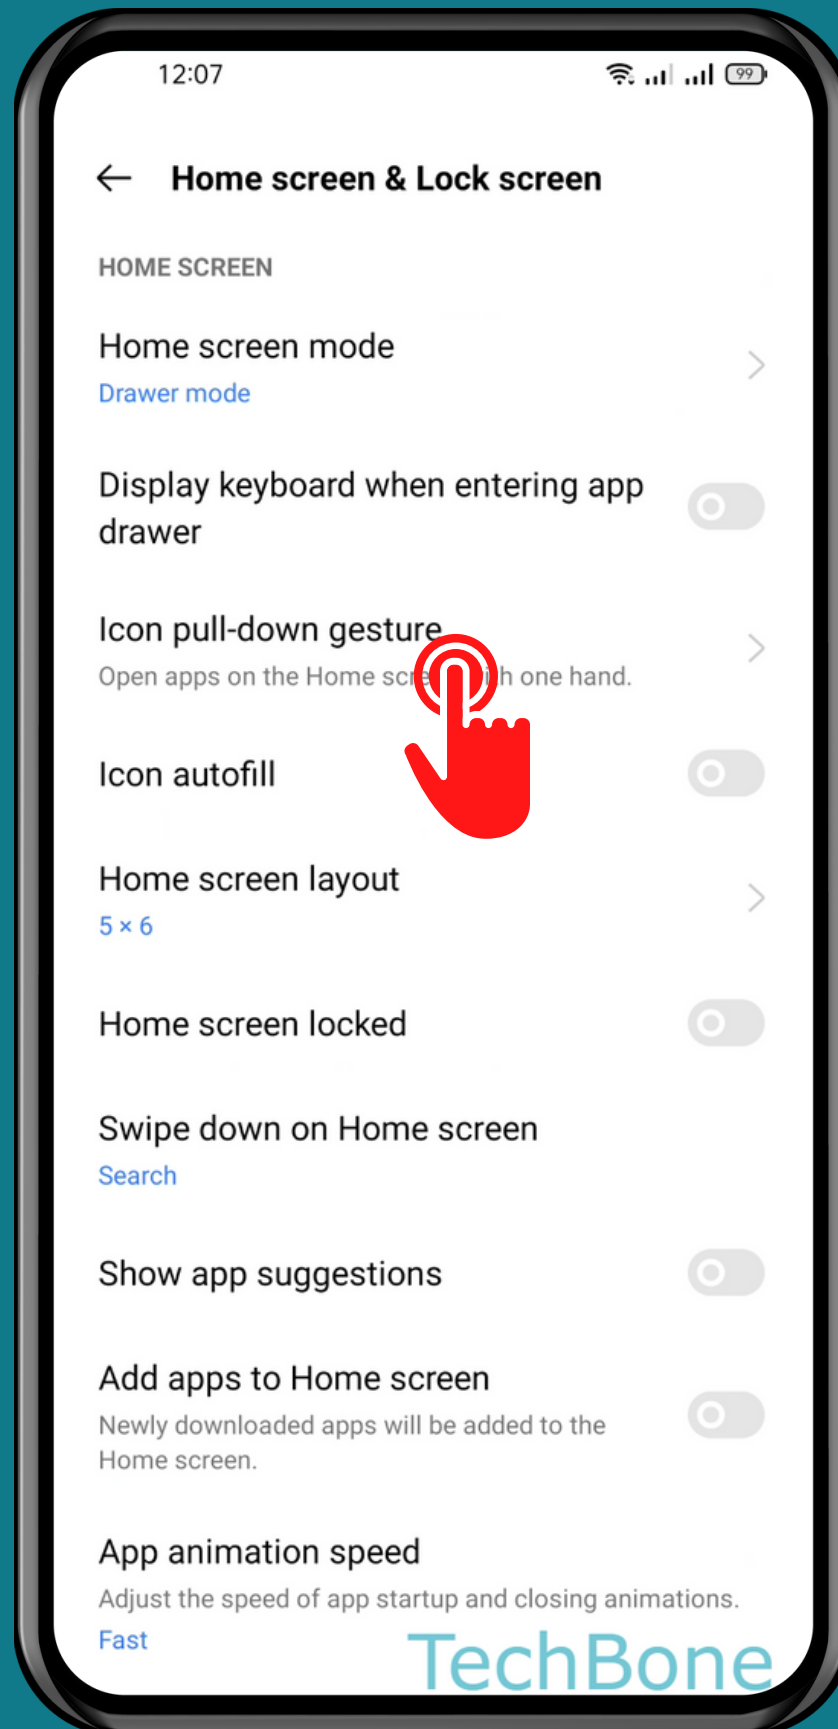 12:07
99
Home screen & Lock screen
HOME SCREEN
Home screen mode
Drawer mode
Display keyboard when entering app
drawer
Icon pull-down gesture
Open apps on the Home screen with one hand.
Icon autofill
Home screen layout
5 × 6
Home screen locked
Swipe down on Home screen
Search
Show app suggestions
Add apps to Home screen
Newly downloaded apps will be added to the
Home screen.
App animation speed
Adjust the speed of app startup and closing animations.
Fast
TechBone